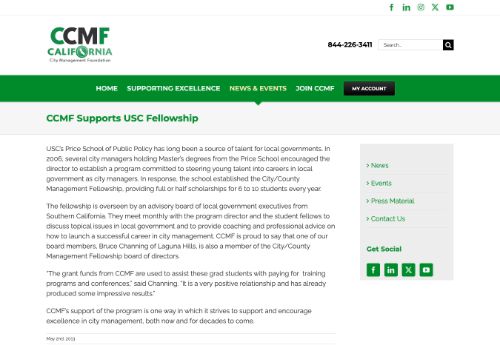 CCMF
CALIFORNIA
City Management Foundation
844-226-3411
Search...
HOME SUPPORTING EXCELLENCE NEWS & EVENTS JOIN CCMF MY ACCOUNT
CCMF Supports USC Fellowship
USC's Price School of Public Policy has long been a source of talent for local governments. In
2006, several city managers holding Master's degrees from the Price School encouraged the
director to establish a program committed to steering young talent into careers in local
government as city managers. In response, the school established the City/County
Management Fellowship, providing full or half scholarships for 6 to 10 students every year.
The fellowship is overseen by an advisory board of local government executives from
Southern California. They meet monthly with the program director and the student fellows to
discuss topical issues in local government and to provide coaching and professional advice on
how to launch a successful career in city management. CCMF is proud to say that one of our
board members, Bruce Channing of Laguna Hills, is also a member of the City/County
Management Fellowship board of directors.
"The grant funds from CCMF are used to assist these grad students with paying for training
programs and conferences," said Channing. "It is a very positive relationship and has already
produced some impressive results."
CCMF's support of the program is one way in which it strives to support and encourage
excellence in city management, both now and for decades to come.
May 2nd, 2013
> News
> Events
> Press Material
> Contact Us
Get Social